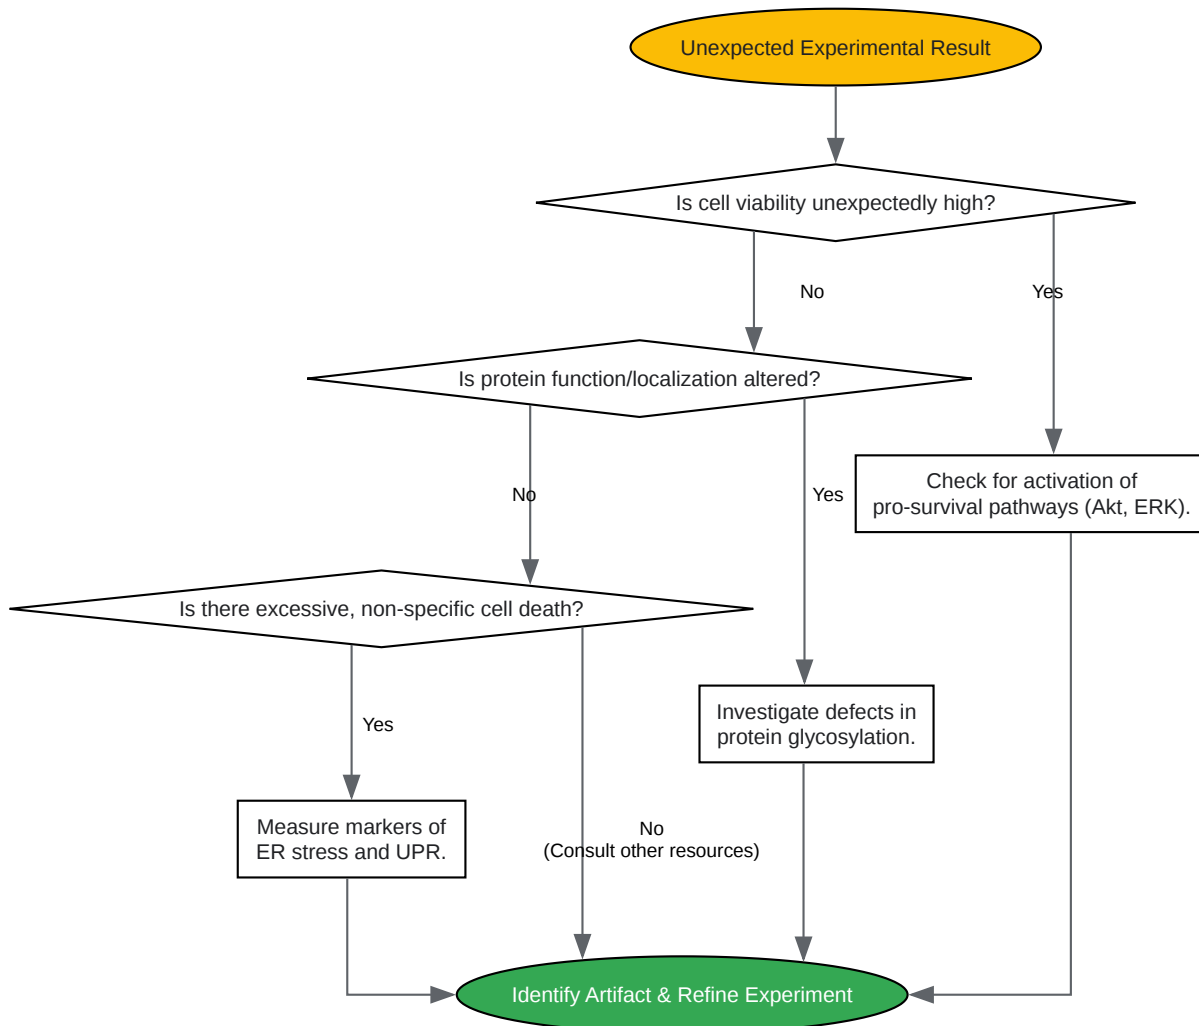 Unexpected Experimental Result
Is cell viability unexpectedly high?
No
Yes
Is protein function/localization altered?
No
Yes
Check for activation of
pro-survival pathways (Akt, ERK).
Is there excessive, non-specific cell death?
Yes
Investigate defects in
protein glycosylation.
Measure markers of
ER stress and UPR.
No
(Consult other resources)
Identify Artifact & Refine Experiment